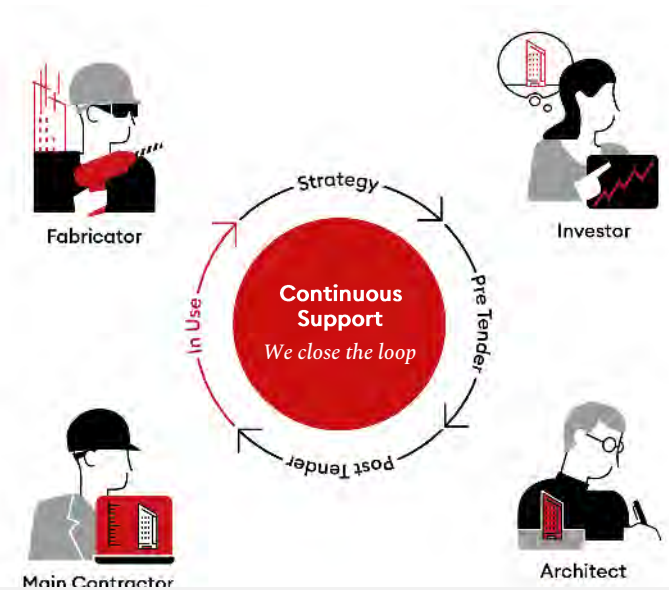 Strategy
Investor
Fabricator
Pre Tender
Continuous
Support
We close the loop
In Use
Post Tender
Architect
Main Contractor